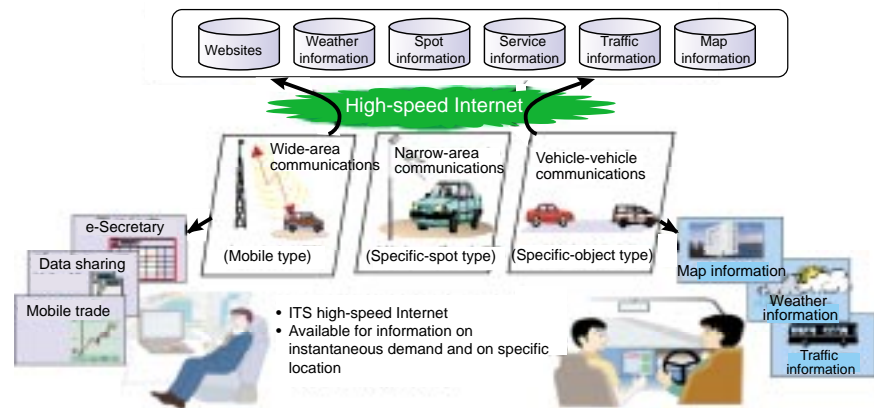 Websites
Weather
information
Spot
information
Service
information
Traffic
information
Map
information
High-speed Internet
Wide-area
communications
Narrow-area
communications
Vehicle-vehicle
communications
(Mobile type)
(Specific-spot type)
(Specific-object type)
e-Secretary
Data sharing
Mobile trade
Map information
Weather
information
Traffic
information
• ITS high-speed Internet
• Available for information on
instantaneous demand and on specific
location